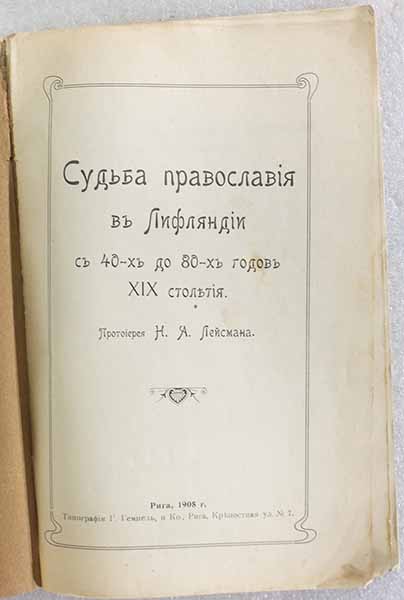 Судьба православія
въ Лифляндіи
съ 40-хъ до 80-хъ годовъ
XIX столѣтія.
Протоіерея Н. А. Лейсмана.
Рига, 1908 г.
Типографія Г. Гемпель, и Ко, Рига, Крѣпостная ул. № 7.